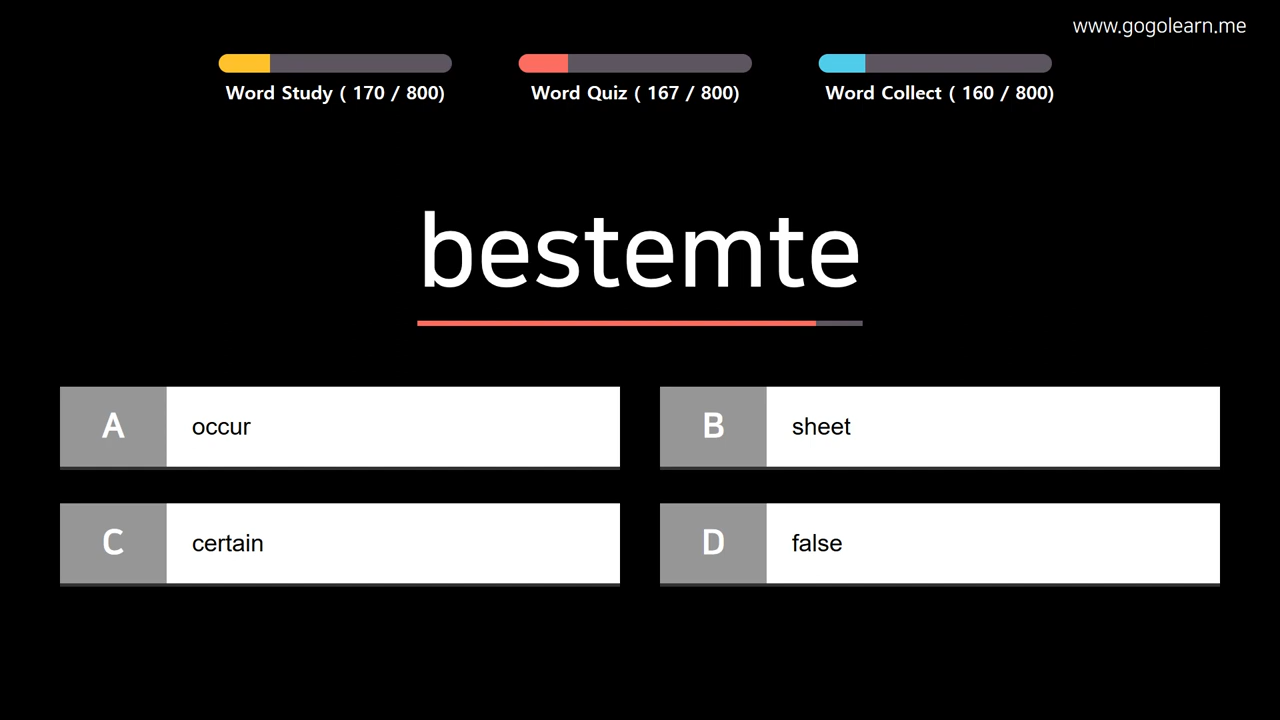 www.gogolearn.me
Word Study ( 170 / 800)
Word Quiz ( 167 / 800)
Word Collect ( 160 / 800)
bestemte
A occur
B sheet
C certain
D false